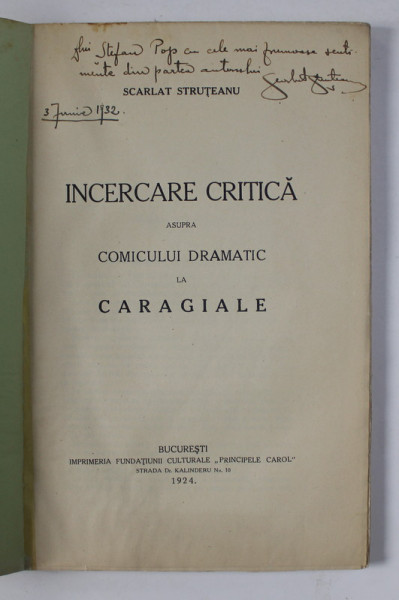 Lui Stefan Pop cu cele mai frumoase senti-
mente din partea autorului
SCARLAT STRUȚEANU
3 Junie 1932.
INCERCARE CRITICĂ
ASUPRA
COMICULUI DRAMATIC
LA
CARAGIALE
BUCUREȘTI
IMPRIMERIA FUNDAȚIUNII CULTURALE „PRINCIPELE CAROL"
STRADA Dr. KALINDERU No. 10
1924.